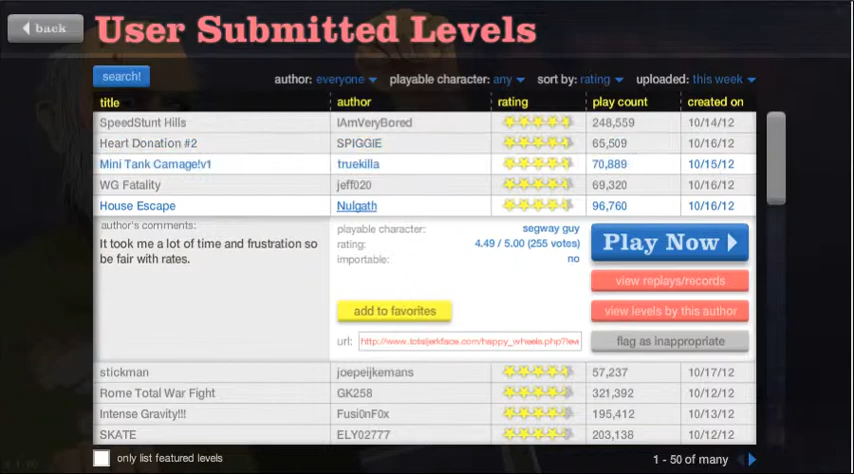 back
User Submitted Levels
search!
author: everyone playable character: any sort by: rating uploaded: this week
title author rating play count created on
SpeedStunt Hills IAmVeryBored 248,559 10/14/12
Heart Donation #2 SPIGGIE 65,509 10/16/12
Mini Tank Camage!v1 truekilla 70,889 10/15/12
WG Fatality jeff020 69,320 10/16/12
House Escape Nulgath 96,760 10/16/12
author's comments:
It took me a lot of time and frustration so
be fair with rates.
playable character: segway guy
rating: 4.49 / 5.00 (255 votes)
importable: no
add to favorites
url: http://www.totaljerkface.com/happy_wheels.php?lev
Play Now
view replays/records
view levels by this author
flag as inappropriate
stickman joepeijkemans 57,237 10/17/12
Rome Total War Fight GK258 321,392 10/12/12
Intense Gravity!!! Fusi0nF0x 195,412 10/13/12
SKATE ELY02777 203,138 10/12/12
only list featured levels
1 - 50 of many